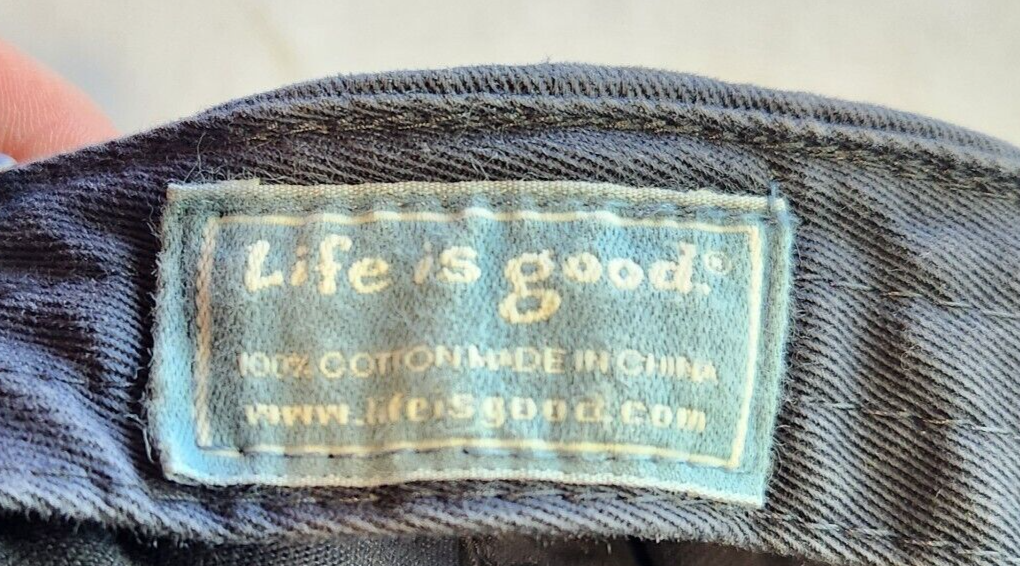 Life is good.®
100% COTTON MADE IN CHINA
www.lifeisgood.com